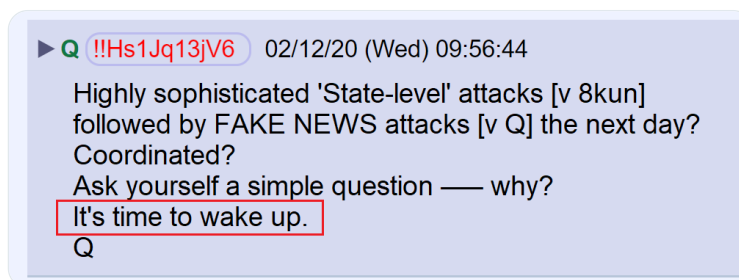 Q !!Hs1Jq13jV6 02/12/20 (Wed) 09:56:44
Highly sophisticated 'State-level' attacks [v 8kun]
followed by FAKE NEWS attacks [v Q] the next day?
Coordinated?
Ask yourself a simple question — why?
It's time to wake up.
Q